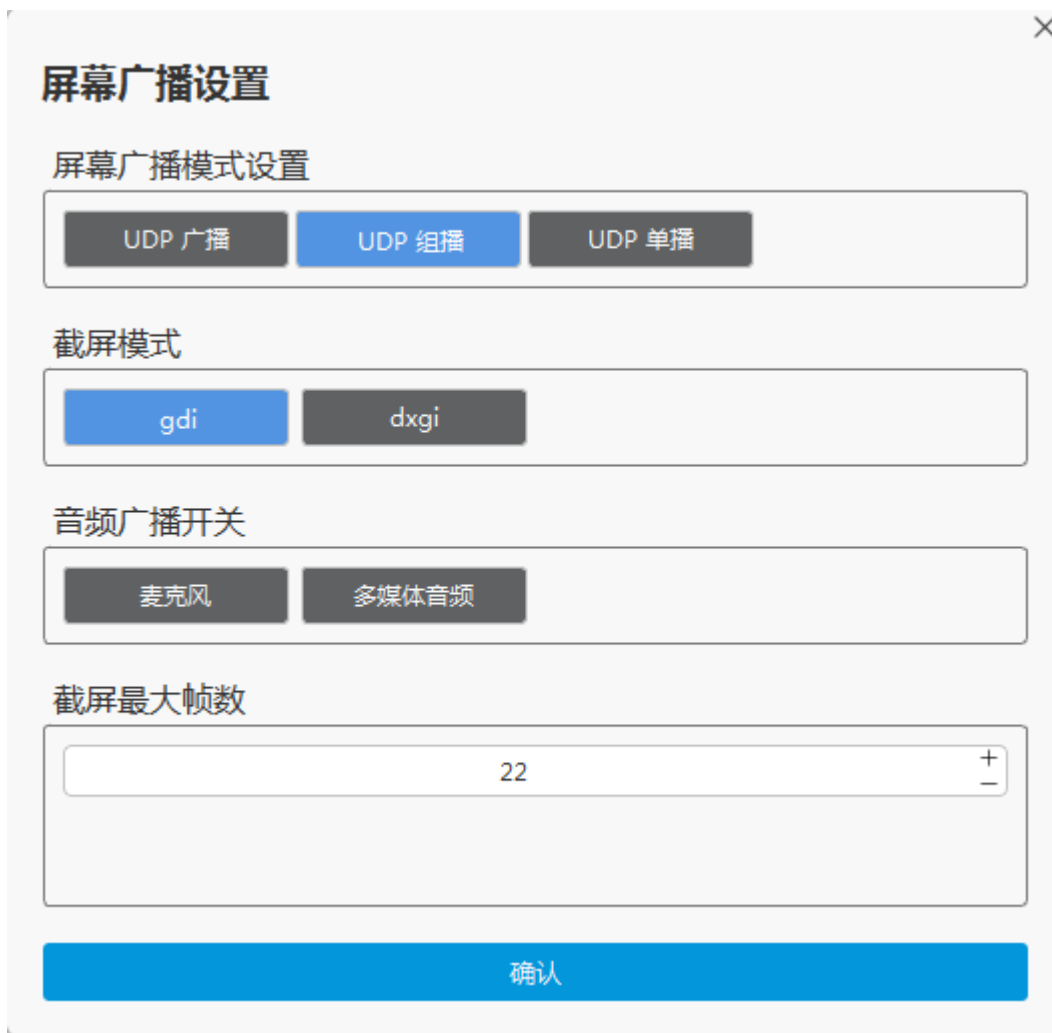 屏幕广播设置
屏幕广播模式设置
UDP 广播 UDP 组播 UDP 单播
截屏模式
gdi dxgi
音频广播开关
麦克风 多媒体音频
截屏最大帧数
22
确认